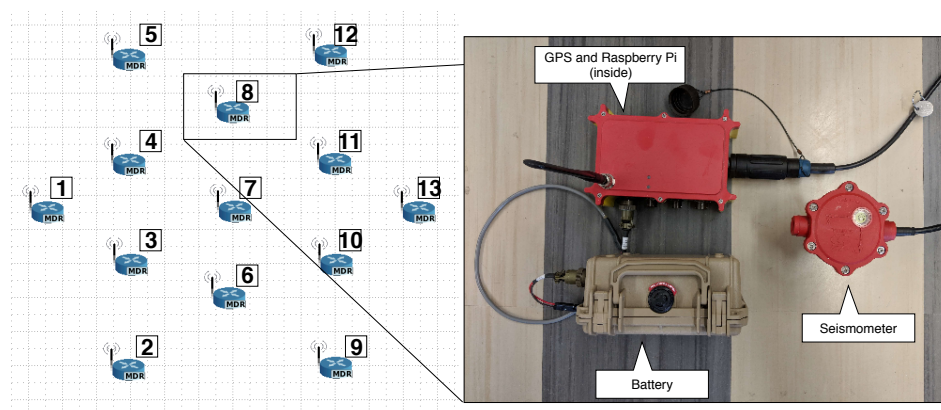 5
MDR
12
MDR
8
MDR
4
MDR
11
MDR
1
MDR
7
MDR
13
MDR
3
MDR
10
MDR
6
MDR
2
MDR
9
MDR
GPS and Raspberry Pi
(inside)
Seismometer
Battery